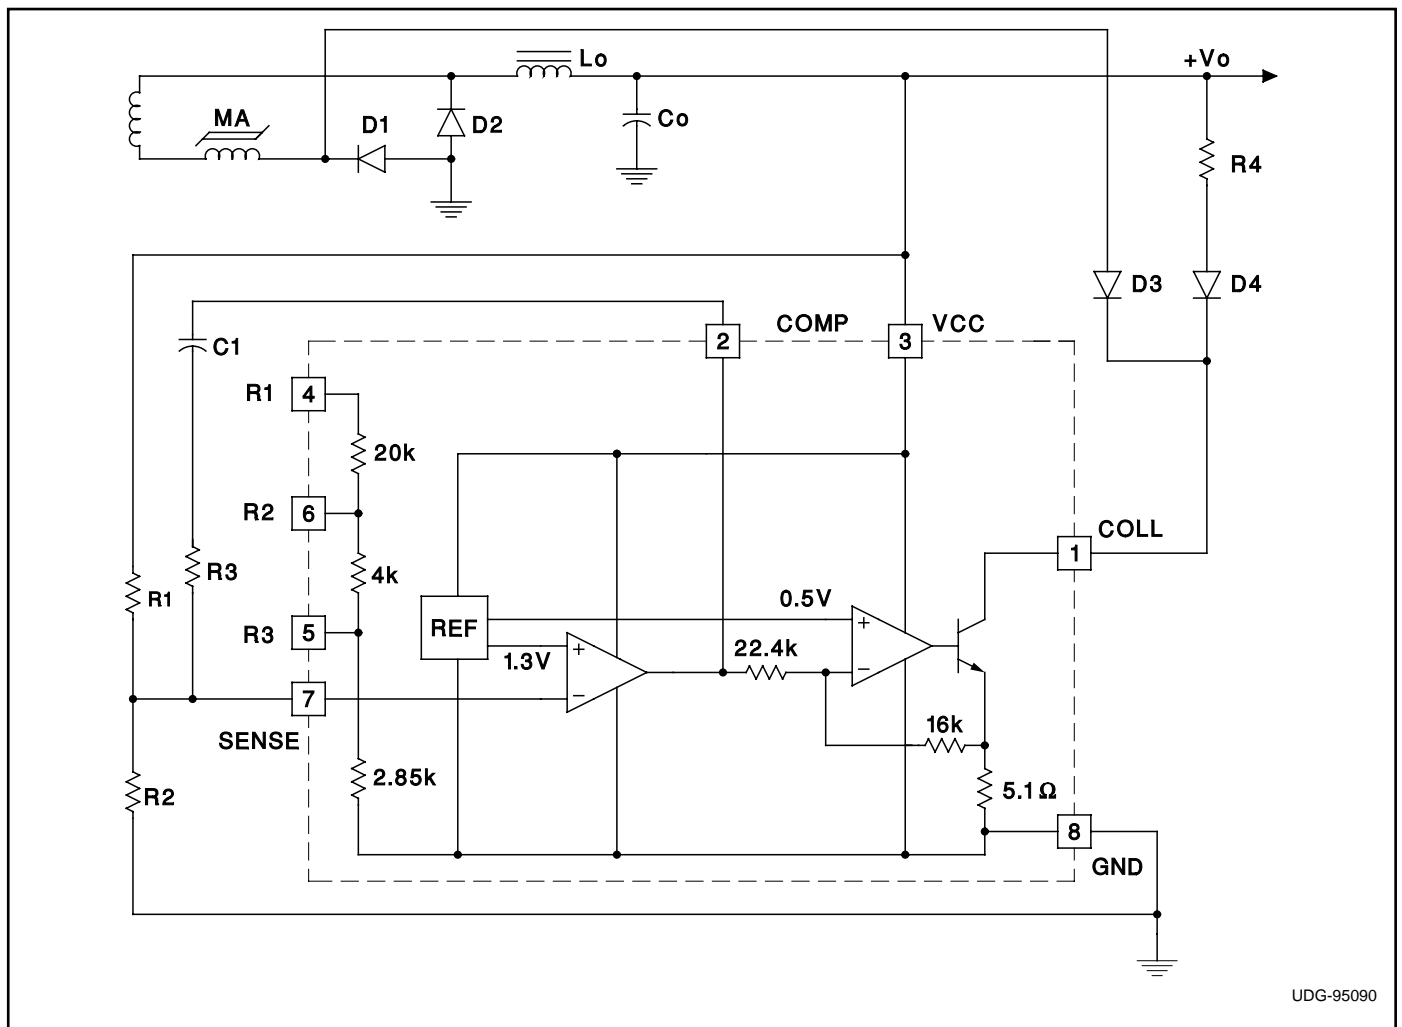 Lo
+Vo
MA
D1
D2
Co
R4
D3
D4
COMP
VCC
2
3
C1
R1
4
20k
R2
6
COLL
1
R3
4k
R1
0.5V
R3
5
REF
+
22.4k
1.3V
+
−
−
7
16k
SENSE
2.85k
5.1Ω
R2
8
GND
UDG-95090